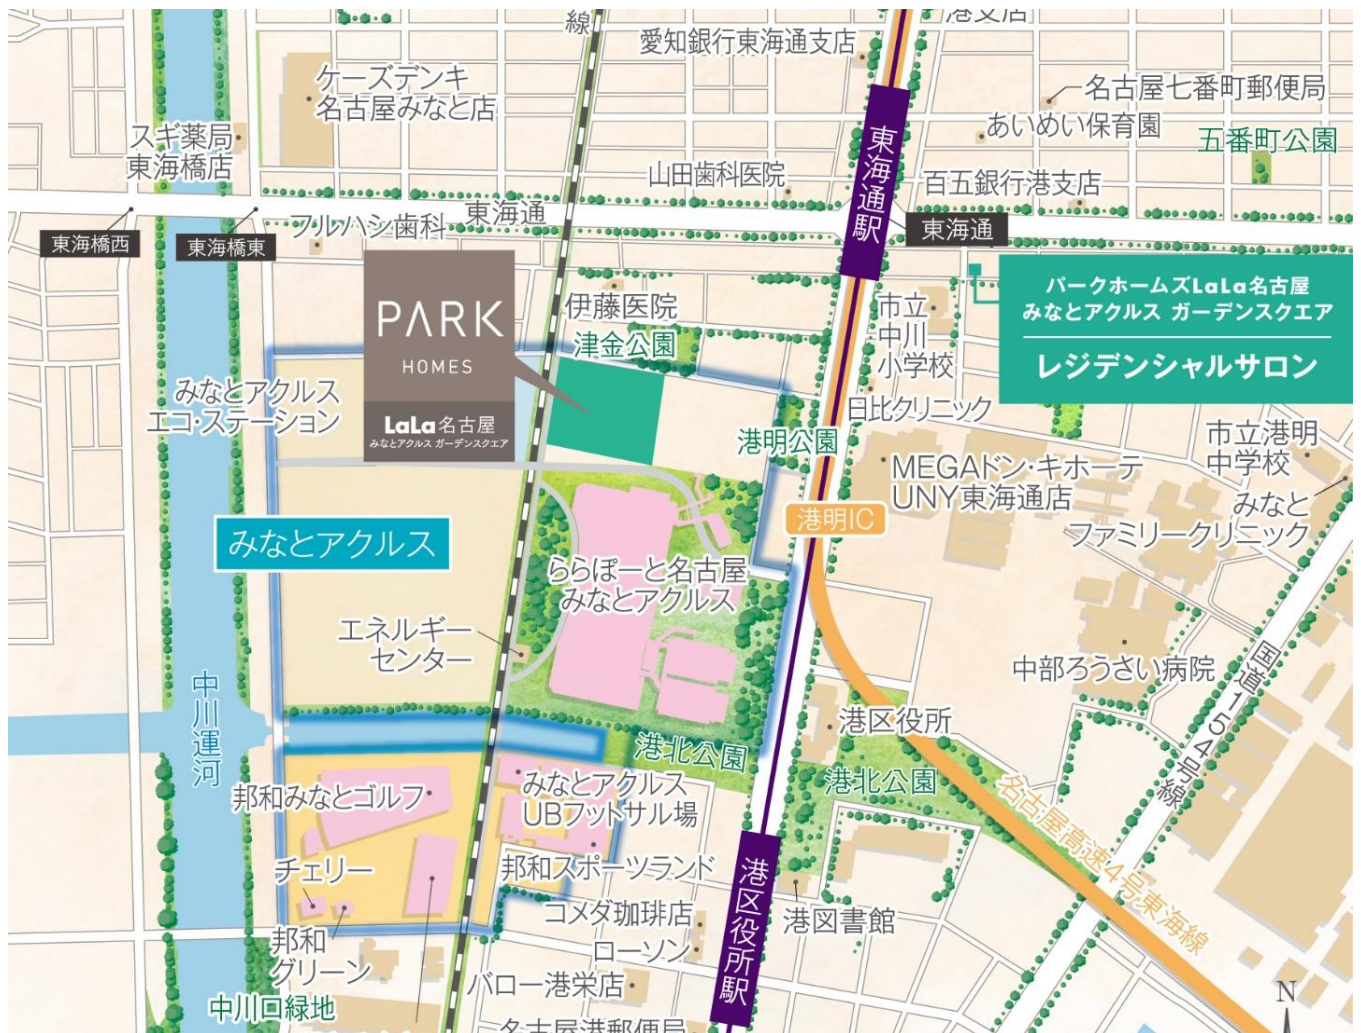 線
港支店
愛知銀行東海通支店
ケーズデンキ
名古屋みなと店
名古屋七番町郵便局
あいめい保育園
五番町公園
スギ薬局
東海橋店
東海通駅
山田歯科医院
百五銀行港支店
東海通
フルハシ歯科
東海橋西
東海橋東
東海通
PARK
HOMES
LaLa名古屋
みなとアクルス ガーデンスクエア
伊藤医院
津金公園
市立
中川
小学校
パークホームズLaLa名古屋
みなとアクルス ガーデンスクエア
レジデンシャルサロン
みなとアクルス
エコ・ステーション
日比クリニック
港明公園
MEGAドン・キホーテ
UNY東海通店
市立港明
中学校
みなと
ファミリークリニック
港明IC
みなとアクルス
ららぽーと名古屋
みなとアクルス
エネルギー
センター
中部ろうさい病院
国道154号線
中川運河
港北公園
港区役所
港北公園
名古屋高速4号東海線
邦和みなとゴルフ
みなとアクルス
UBフットサル場
チェリー
邦和スポーツランド
港区役所駅
港図書館
コメダ珈琲店
ローソン
邦和
グリーン
バロー港栄店
中川口緑地
名古屋港郵便局
N